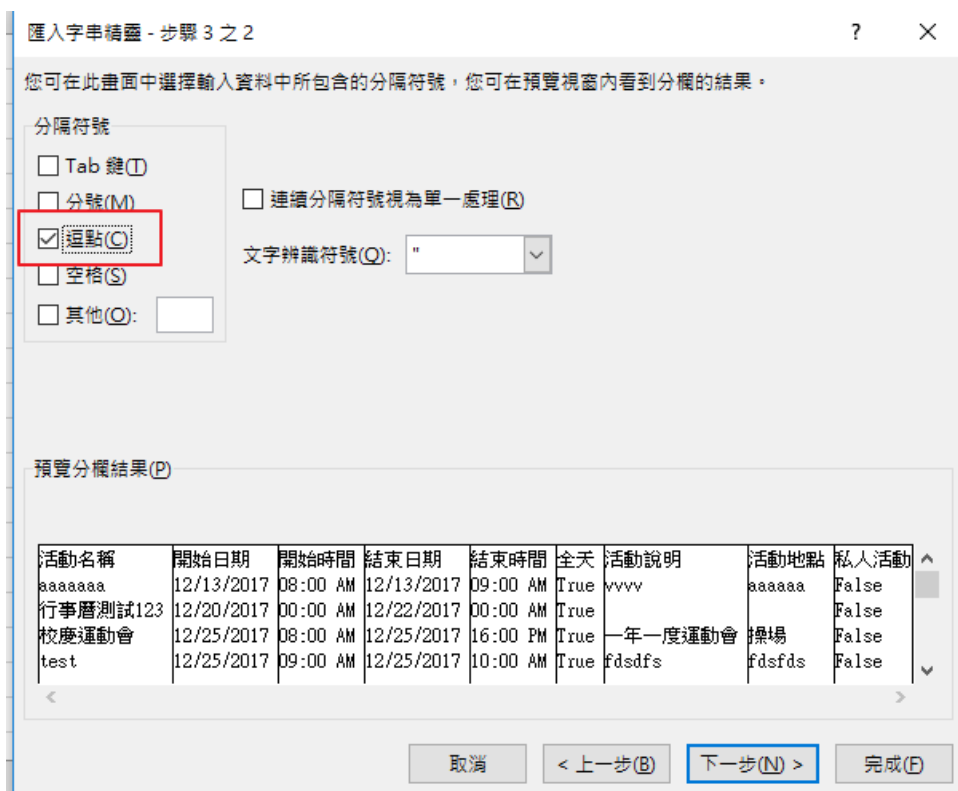 匯入字串精靈 - 步驟 3 之 2
?
您可在此畫面中選擇輸入資料中所包含的分隔符號，您可在預覽視窗內看到分欄的結果。
分隔符號
Tab 鍵(T)
分號(M)
連續分隔符號視為單一處理(R)
逗點(C)
文字辨識符號(Q): "
空格(S)
其他(O):
預覽分欄結果(P)
活動名稱 開始日期 開始時間 結束日期 結束時間 全天 活動說明 活動地點 私人活動
aaaaaaa 12/13/2017 08:00 AM 12/13/2017 09:00 AM True vvvv aaaaaa False
行事曆測試123 12/20/2017 00:00 AM 12/22/2017 00:00 AM True False
校慶運動會 12/25/2017 08:00 AM 12/25/2017 16:00 PM True 一年一度運動會 操場 False
test 12/25/2017 09:00 AM 12/25/2017 10:00 AM True fdsdfs fdsfds False
取消 < 上一步(B) 下一步(N) > 完成(F)